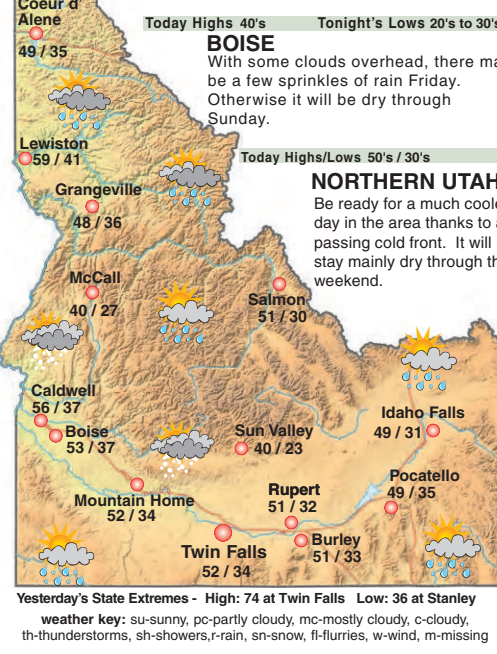 Coeur d'
Alene
49 / 35
Today Highs 40's Tonight's Lows 20's to 30's
BOISE
With some clouds overhead, there ma
be a few sprinkles of rain Friday.
Otherwise it will be dry through
Sunday.
Lewiston
59 / 41
Today Highs/Lows 50's / 30's
NORTHERN UTAH
Be ready for a much coole
day in the area thanks to a
passing cold front. It will
stay mainly dry through th
weekend.
Grangeville
48 / 36
McCall
40 / 27
Salmon
51 / 30
Caldwell
56 / 37
Boise
53 / 37
Sun Valley
40 / 23
Idaho Falls
49 / 31
Mountain Home
52 / 34
Rupert
51 / 32
Pocatello
49 / 35
Twin Falls
52 / 34
Burley
51 / 33
Yesterday's State Extremes - High: 74 at Twin Falls Low: 36 at Stanley
weather key: su-sunny, pc-partly cloudy, mc-mostly cloudy, c-cloudy,
th-thunderstorms, sh-showers,r-rain, sn-snow, fl-flurries, w-wind, m-missing